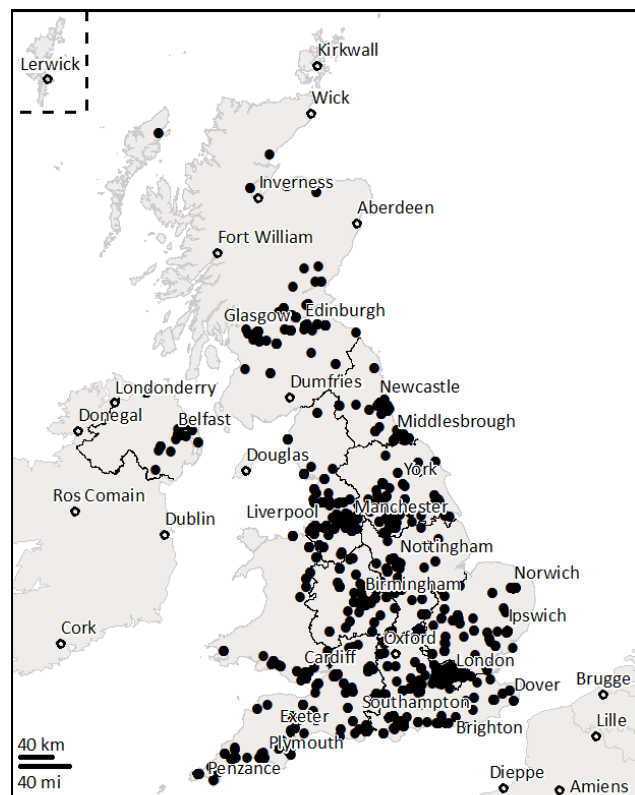 Lerwick
Kirkwall
Wick
Inverness
Aberdeen
Fort William
Glasgow
Edinburgh
Dumfries
Newcastle
Londonderry
Donegal
Belfast
Middlesbrough
Douglas
York
Ros Comain
Liverpool
Manchester
Dublin
Nottingham
Birmingham
Norwich
Ipswich
Cork
Oxford
Cardiff
London
Southampton
Dover
Brugge
Exeter
Brighton
Lille
Plymouth
40 km
Penzance
40 mi
Dieppe
Amiens